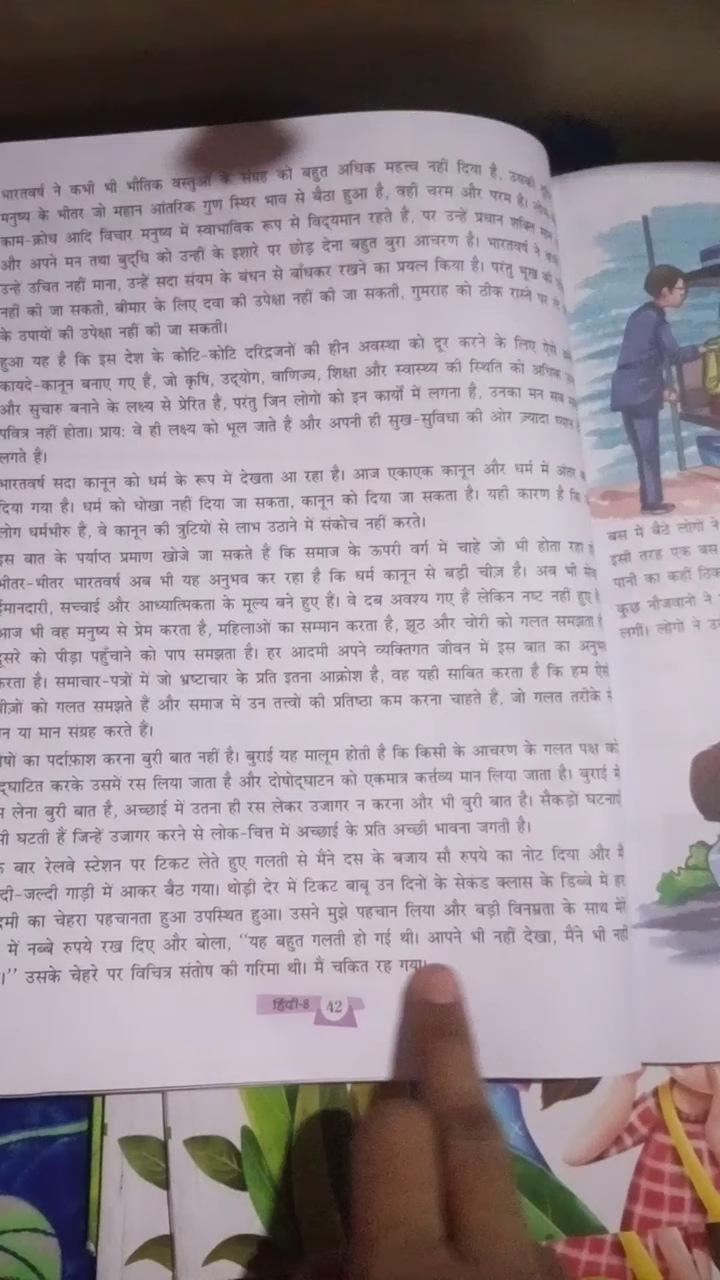 भारतवर्ष ने कभी भी भौतिक वस्तुओं के संग्रह को बहुत अधिक महत्त्व नहीं दिया है,
मनुष्य के भीतर जो महान आंतरिक गुण स्थिर भाव से बैठा हुआ है, वही चरम और परम है।
काम-क्रोध आदि विचार मनुष्य में स्वाभाविक रूप से विद्यमान रहते हैं, पर उन्हें प्रधान शक्ति
और अपने मन तथा बुद्धि को उन्हीं के इशारे पर छोड़ देना बहुत बुरा आचरण है। भारतवर्ष ने
उन्हें उचित नहीं माना, उन्हें सदा संयम के बंधन से बाँधकर रखने का प्रयत्न किया है। परंतु भूख की
नहीं की जा सकती, बीमार के लिए दवा की उपेक्षा नहीं की जा सकती, गुमराह को ठीक रास्ते पर
के उपायों की उपेक्षा नहीं की जा सकती।
हुआ यह है कि इस देश के कोटि-कोटि दरिद्रजनों की हीन अवस्था को दूर करने के लिए ऐसे
कायदे-कानून बनाए गए हैं, जो कृषि, उद्योग, वाणिज्य, शिक्षा और स्वास्थ्य की स्थिति को अधिक
और सुचारु बनाने के लक्ष्य से प्रेरित हैं, परंतु जिन लोगों को इन कार्यों में लगना है, उनका मन सब
पवित्र नहीं होता। प्राय: वे ही लक्ष्य को भूल जाते हैं और अपनी ही सुख-सुविधा की ओर ज़्यादा ध्यान
लगते हैं।
भारतवर्ष सदा कानून को धर्म के रूप में देखता आ रहा है। आज एकाएक कानून और धर्म में अंतर
दिया गया है। धर्म को धोखा नहीं दिया जा सकता, कानून को दिया जा सकता है। यही कारण है कि
लोग धर्मभीरु हैं, वे कानून की त्रुटियों से लाभ उठाने में संकोच नहीं करते।
इस बात के पर्याप्त प्रमाण खोजे जा सकते हैं कि समाज के ऊपरी वर्ग में चाहे जो भी होता रहा
भीतर-भीतर भारतवर्ष अब भी यह अनुभव कर रहा है कि धर्म कानून से बड़ी चीज़ है। अब भी
ईमानदारी, सच्चाई और आध्यात्मिकता के मूल्य बने हुए हैं। वे दब अवश्य गए हैं लेकिन नष्ट नहीं हुए
आज भी वह मनुष्य से प्रेम करता है, महिलाओं का सम्मान करता है, झूठ और चोरी को गलत समझता
दूसरे को पीड़ा पहुँचाने को पाप समझता है। हर आदमी अपने व्यक्तिगत जीवन में इस बात का अनुभव
करता है। समाचार-पत्रों में जो भ्रष्टाचार के प्रति इतना आक्रोश है, वह यही साबित करता है कि हम ऐसी
चीज़ों को गलत समझते हैं और समाज में उन तत्त्वों की प्रतिष्ठा कम करना चाहते हैं, जो गलत तरीके से
न या मान संग्रह करते हैं।
षों का पर्दाफ़ाश करना बुरी बात नहीं है। बुराई यह मालूम होती है कि किसी के आचरण के गलत पक्ष को
द्घाटित करके उसमें रस लिया जाता है और दोषोद्घाटन को एकमात्र कर्त्तव्य मान लिया जाता है। बुराई में
लेना बुरी बात है, अच्छाई में उतना ही रस लेकर उजागर न करना और भी बुरी बात है। सैकड़ों घटनाएँ
घटती हैं जिन्हें उजागर करने से लोक-चित्त में अच्छाई के प्रति अच्छी भावना जगती है।
बार रेलवे स्टेशन पर टिकट लेते हुए गलती से मैंने दस के बजाय सौ रुपये का नोट दिया और मैं
दी-जल्दी गाड़ी में आकर बैठ गया। थोड़ी देर में टिकट बाबू उन दिनों के सेकंड क्लास के डिब्बे में हर
दमी का चेहरा पहचानता हुआ उपस्थित हुआ। उसने मुझे पहचान लिया और बड़ी विनम्रता के साथ मेरे
में नब्बे रुपये रख दिए और बोला, “यह बहुत गलती हो गई थी। आपने भी नहीं देखा, मैंने भी नहीं
।” उसके चेहरे पर विचित्र संतोष की गरिमा थी। मैं चकित रह गया।
हिंदी-8 42
बस में बैठे लोगों ने
इसी तरह एक बस
पानी का कहीं
कुछ नौजवानों ने
लगीं। लोगों ने